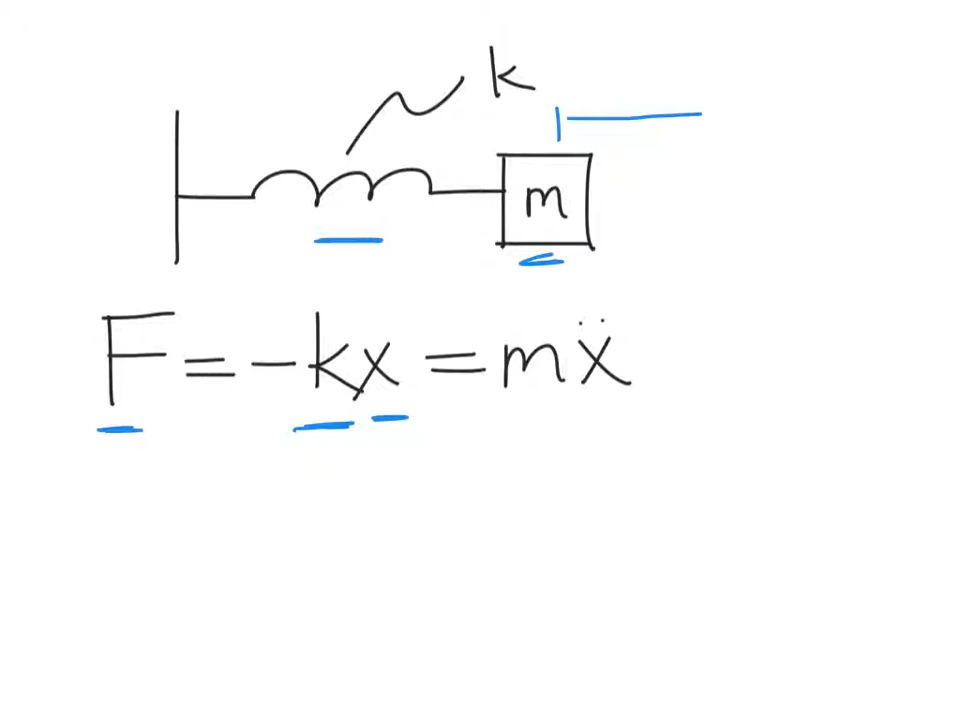 k
m
F = -kx = mẍ